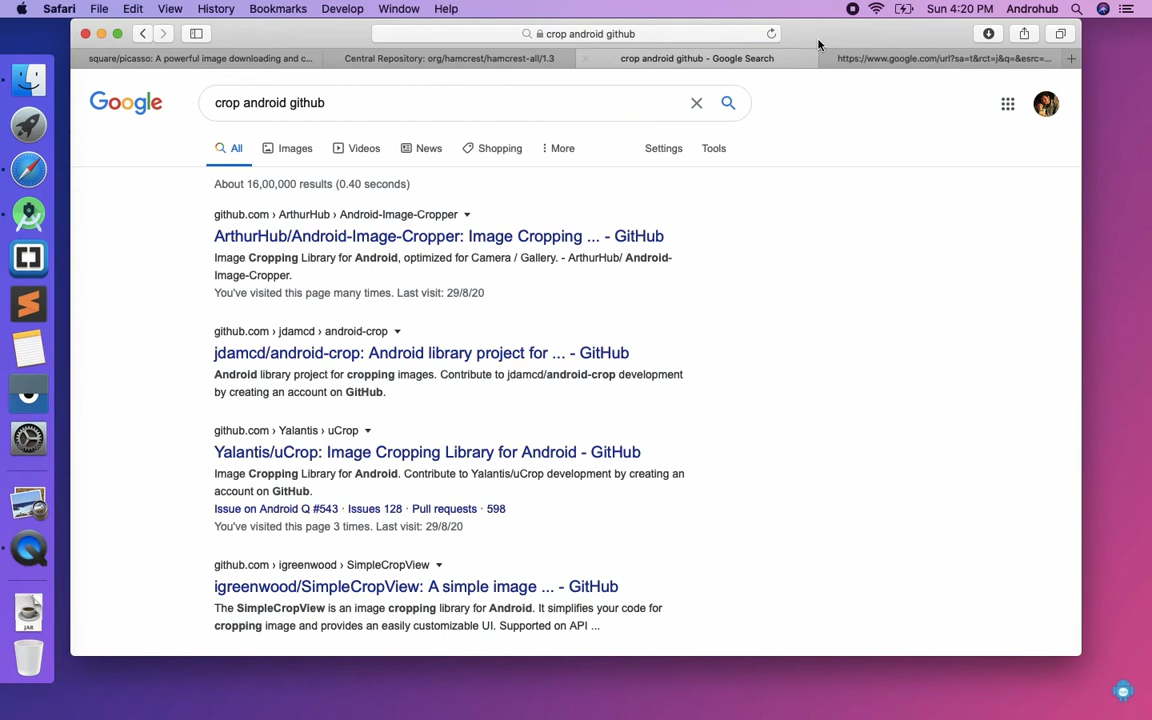 Safari File Edit View History Bookmarks Develop Window Help Sun 4:20 PM Androhub
crop android github
square/picasso: A powerful image downloading and c... Central Repository: org/hamcrest/hamcrest-all/1.3 crop android github - Google Search https://www.google.com/url?sa=t&rct=j&q=&esrc=...
Google crop android github
All Images Videos News Shopping More Settings Tools
About 16,00,000 results (0.40 seconds)
github.com › ArthurHub › Android-Image-Cropper
ArthurHub/Android-Image-Cropper: Image Cropping ... - GitHub
Image Cropping Library for Android, optimized for Camera / Gallery. - ArthurHub/ Android-
Image-Cropper.
You've visited this page many times. Last visit: 29/8/20
github.com › jdamcd › android-crop
jdamcd/android-crop: Android library project for ... - GitHub
Android library project for cropping images. Contribute to jdamcd/android-crop development
by creating an account on GitHub.
github.com › Yalantis › uCrop
Yalantis/uCrop: Image Cropping Library for Android - GitHub
Image Cropping Library for Android. Contribute to Yalantis/uCrop development by creating an
account on GitHub.
Issue on Android Q #543 · Issues 128 · Pull requests · 598
You've visited this page 3 times. Last visit: 29/8/20
github.com › igreenwood › SimpleCropView
igreenwood/SimpleCropView: A simple image ... - GitHub
The SimpleCropView is an image cropping library for Android. It simplifies your code for
cropping image and provides an easily customizable UI. Supported on API ...
JAR